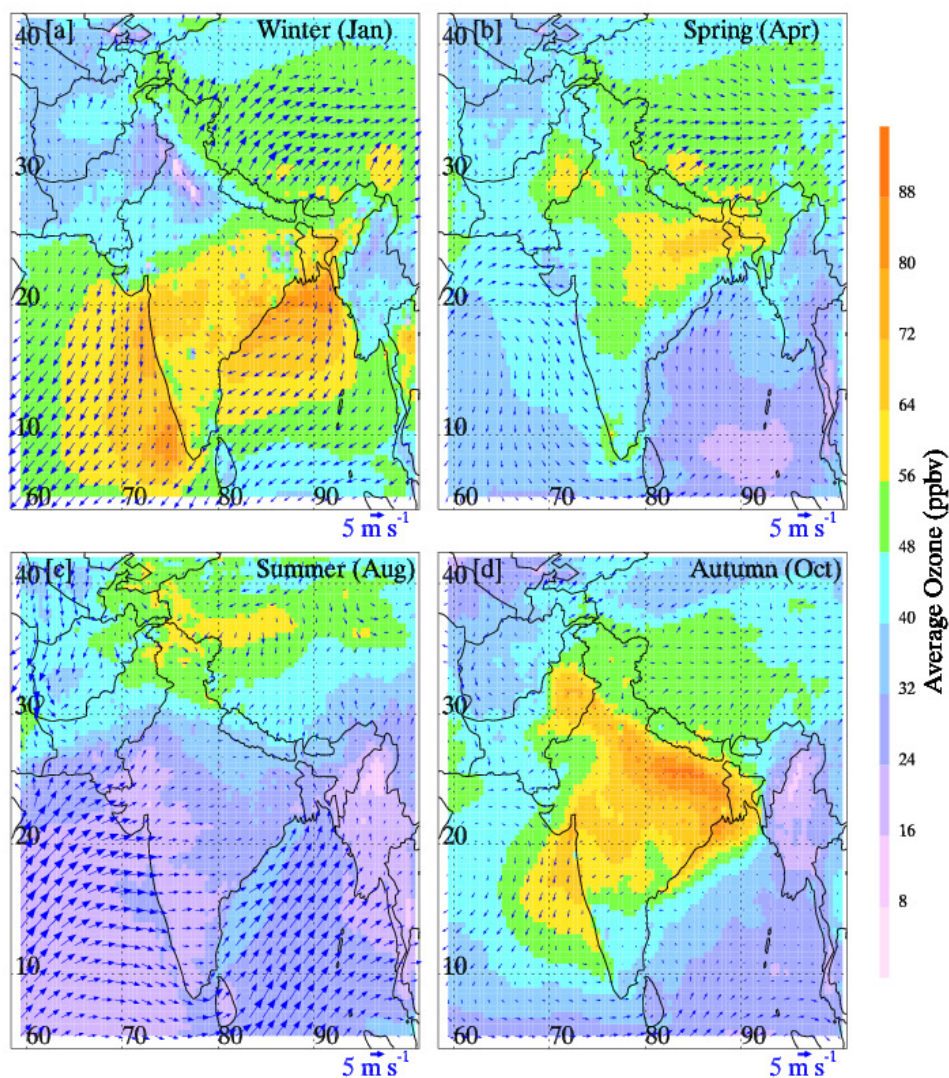 [a] Winter (Jan)
40
30
20
10
60 70 80 90
5 m s⁻¹
[b] Spring (Apr)
40
30
20
10
60 70 80 90
5 m s⁻¹
[c] Summer (Aug)
40
30
20
10
60 70 80 90
5 m s⁻¹
[d] Autumn (Oct)
40
30
20
10
60 70 80 90
5 m s⁻¹
88
80
72
64
56
48
40
32
24
16
8
Average Ozone (ppbv)